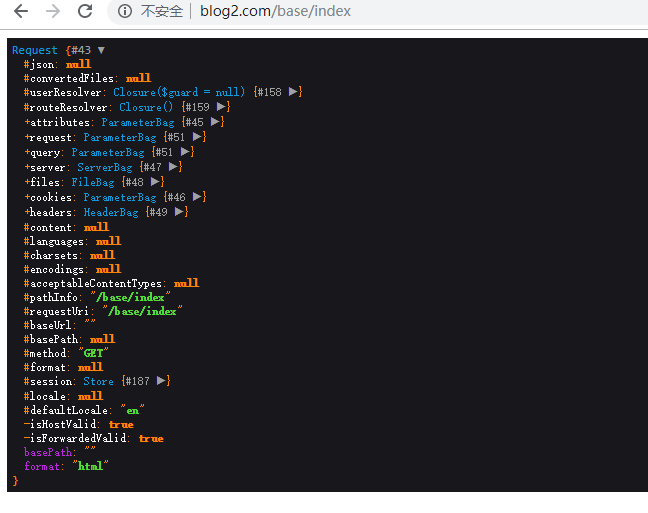 不安全 | blog2.com/base/index
Request {#43 ▼
#json: null
#convertedFiles: null
#userResolver: Closure($guard = null) {#158 ▶}
#routeResolver: Closure() {#159 ▶}
+attributes: ParameterBag {#45 ▶}
+request: ParameterBag {#51 ▶}
+query: ParameterBag {#51 ▶}
+server: ServerBag {#47 ▶}
+files: FileBag {#48 ▶}
+cookies: ParameterBag {#46 ▶}
+headers: HeaderBag {#49 ▶}
#content: null
#languages: null
#charsets: null
#encodings: null
#acceptableContentTypes: null
#pathInfo: "/base/index"
#requestUri: "/base/index"
#baseUrl: ""
#basePath: null
#method: "GET"
#format: null
#session: Store {#187 ▶}
#locale: null
#defaultLocale: "en"
-isHostValid: true
-isForwardedValid: true
basePath: ""
format: "html"
}